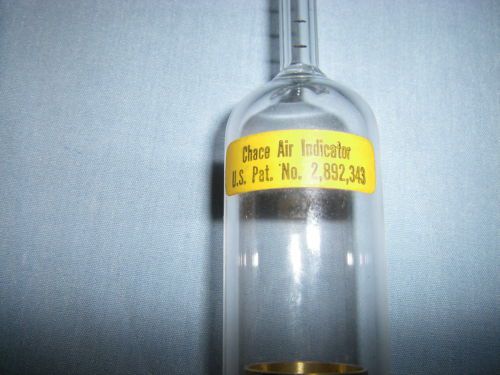 Chace Air Indicator
U.S. Pat. No. 2,892,343